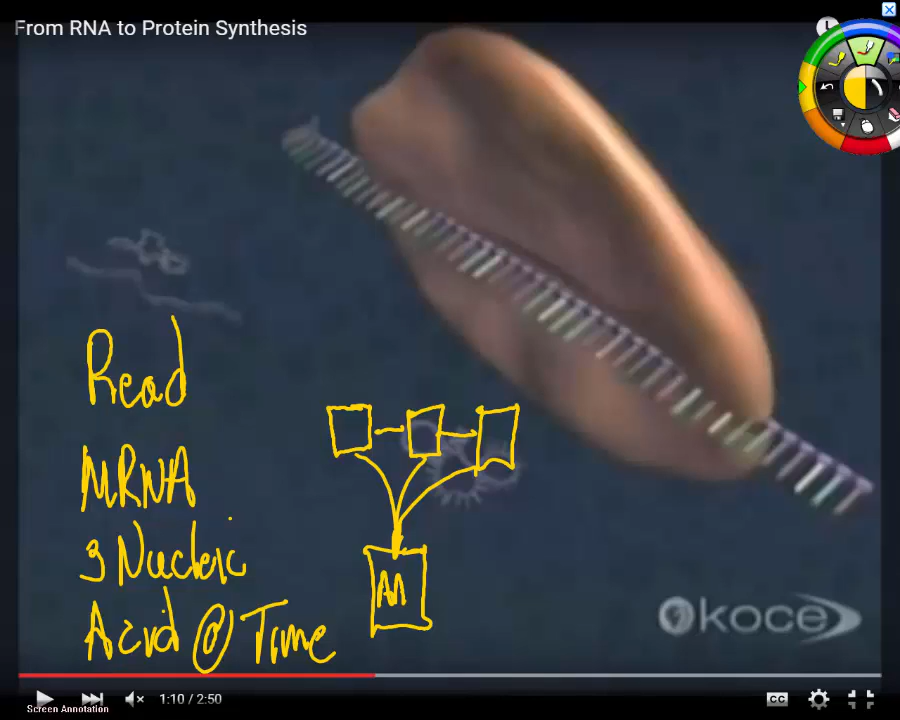 From RNA to Protein Synthesis
Read
MRNA
3 Nucleic
Acid @ Time
AA
koce
1:10 / 2:50
CC
Screen Annotation